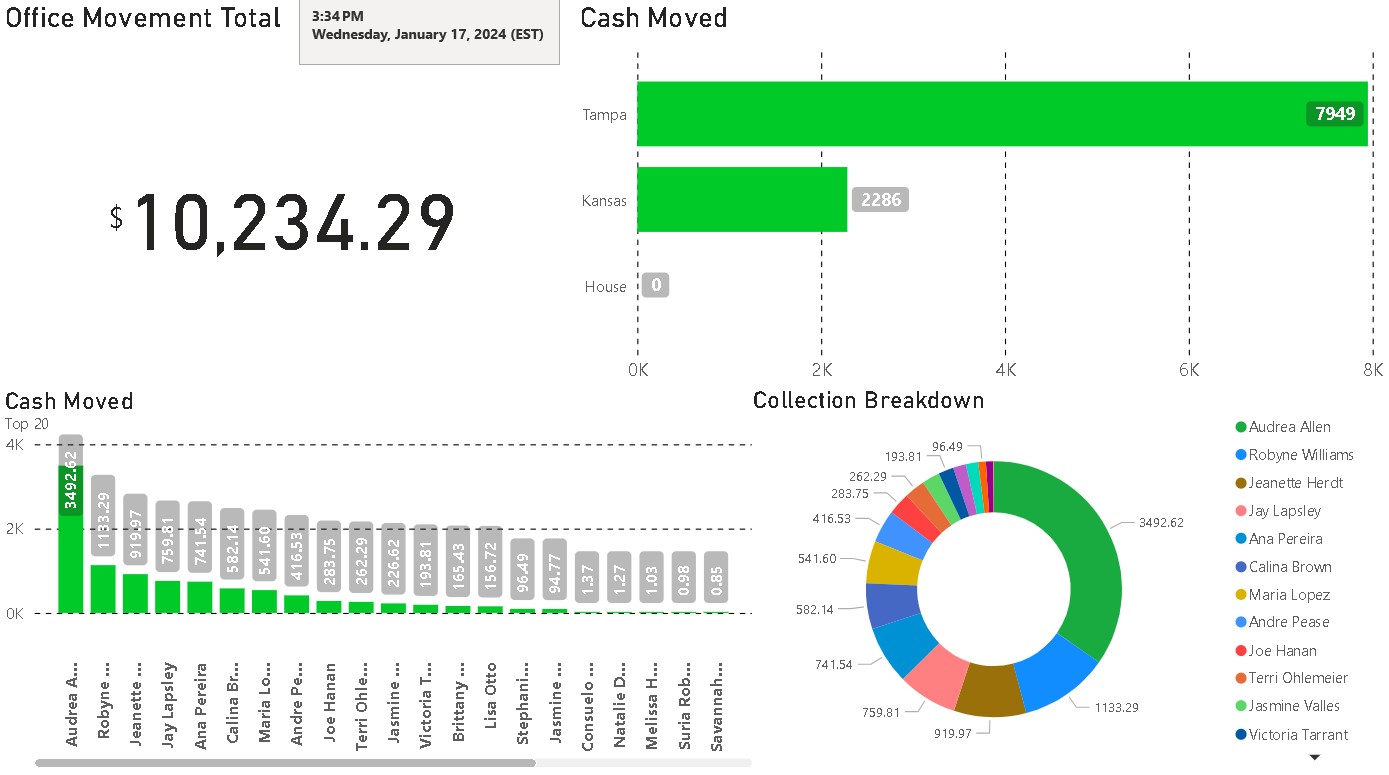 Office Movement Total
3:34 PM
Wednesday, January 17, 2024 (EST)
$10,234.29
Cash Moved
Tampa
7949
Kansas
2286
House
0
0K 2K 4K 6K 8K
Cash Moved
Top 20
4K
2K
0K
3492.62
1133.29
919.97
759.81
741.54
582.14
541.60
416.53
283.75
262.29
226.62
193.81
165.43
156.72
96.49
94.77
1.37
1.27
1.03
0.98
0.85
Audrea A...
Robyne ...
Jeanette ...
Jay Lapsley
Ana Pereira
Calina Br...
Maria Lo...
Andre Pe...
Joe Hanan
Terri Ohle...
Jasmine ...
Victoria T...
Brittany ...
Lisa Otto
Stephani...
Jasmine ...
Consuelo ...
Natalie D...
Melissa H...
Suria Rob...
Savannah...
Collection Breakdown
96.49
193.81
262.29
283.75
416.53
541.60
582.14
741.54
759.81
919.97
1133.29
3492.62
Audrea Allen
Robyne Williams
Jeanette Herdt
Jay Lapsley
Ana Pereira
Calina Brown
Maria Lopez
Andre Pease
Joe Hanan
Terri Ohlemeier
Jasmine Valles
Victoria Tarrant